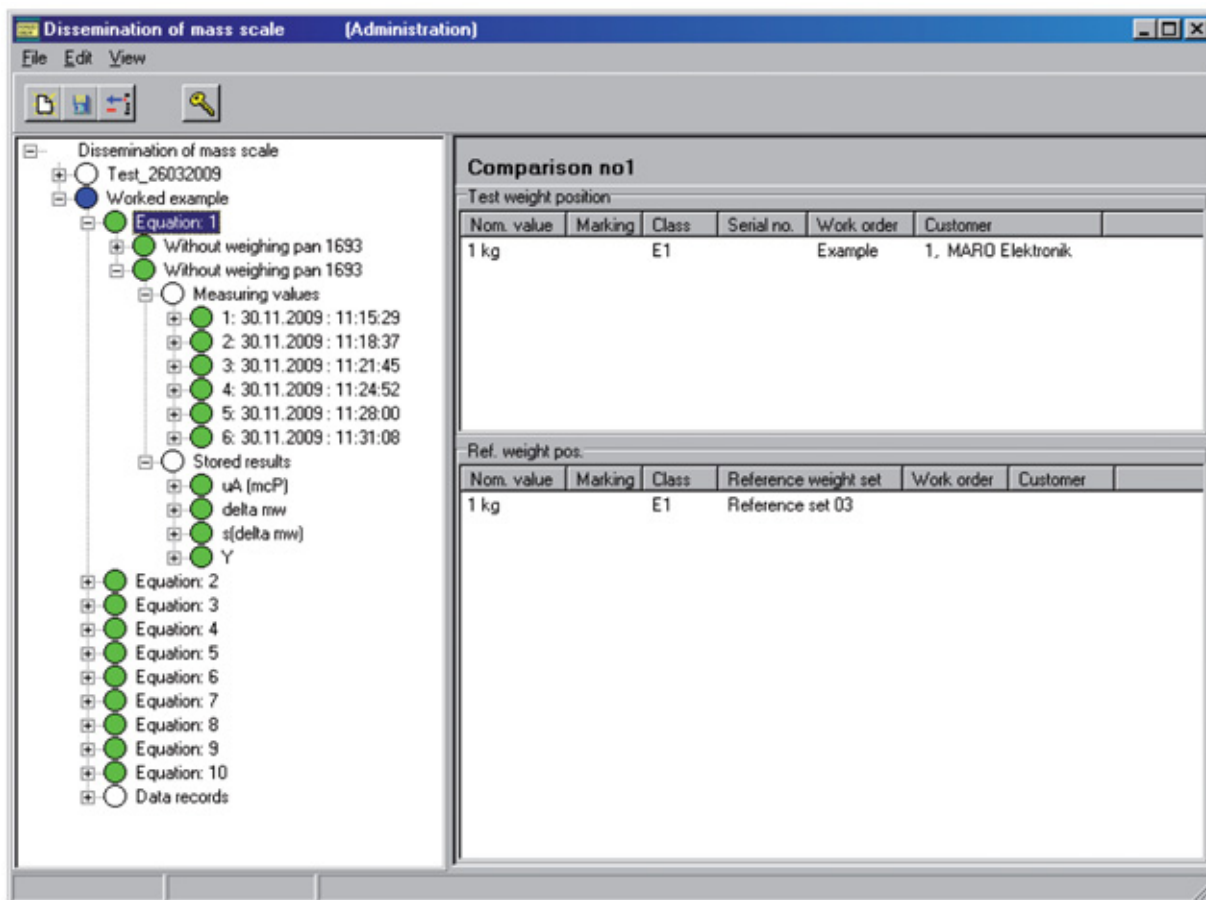 Dissemination of mass scale (Administration)
File Edit View
Dissemination of mass scale
Test_26032009
Worked example
Equation: 1
Without weighing pan 1693
Without weighing pan 1693
Measuring values
1: 30.11.2009 : 11:15:29
2: 30.11.2009 : 11:18:37
3: 30.11.2009 : 11:21:45
4: 30.11.2009 : 11:24:52
5: 30.11.2009 : 11:28:00
6: 30.11.2009 : 11:31:08
Stored results
uA (mcP)
delta mw
s(delta mw)
Y
Equation: 2
Equation: 3
Equation: 4
Equation: 5
Equation: 6
Equation: 7
Equation: 8
Equation: 9
Equation: 10
Data records
Comparison no1
Test weight position
Nom. value Marking Class Serial no. Work order Customer
1 kg E1 Example 1, MARO Elektronik
Ref. weight pos.
Nom. value Marking Class Reference weight set Work order Customer
1 kg E1 Reference set 03